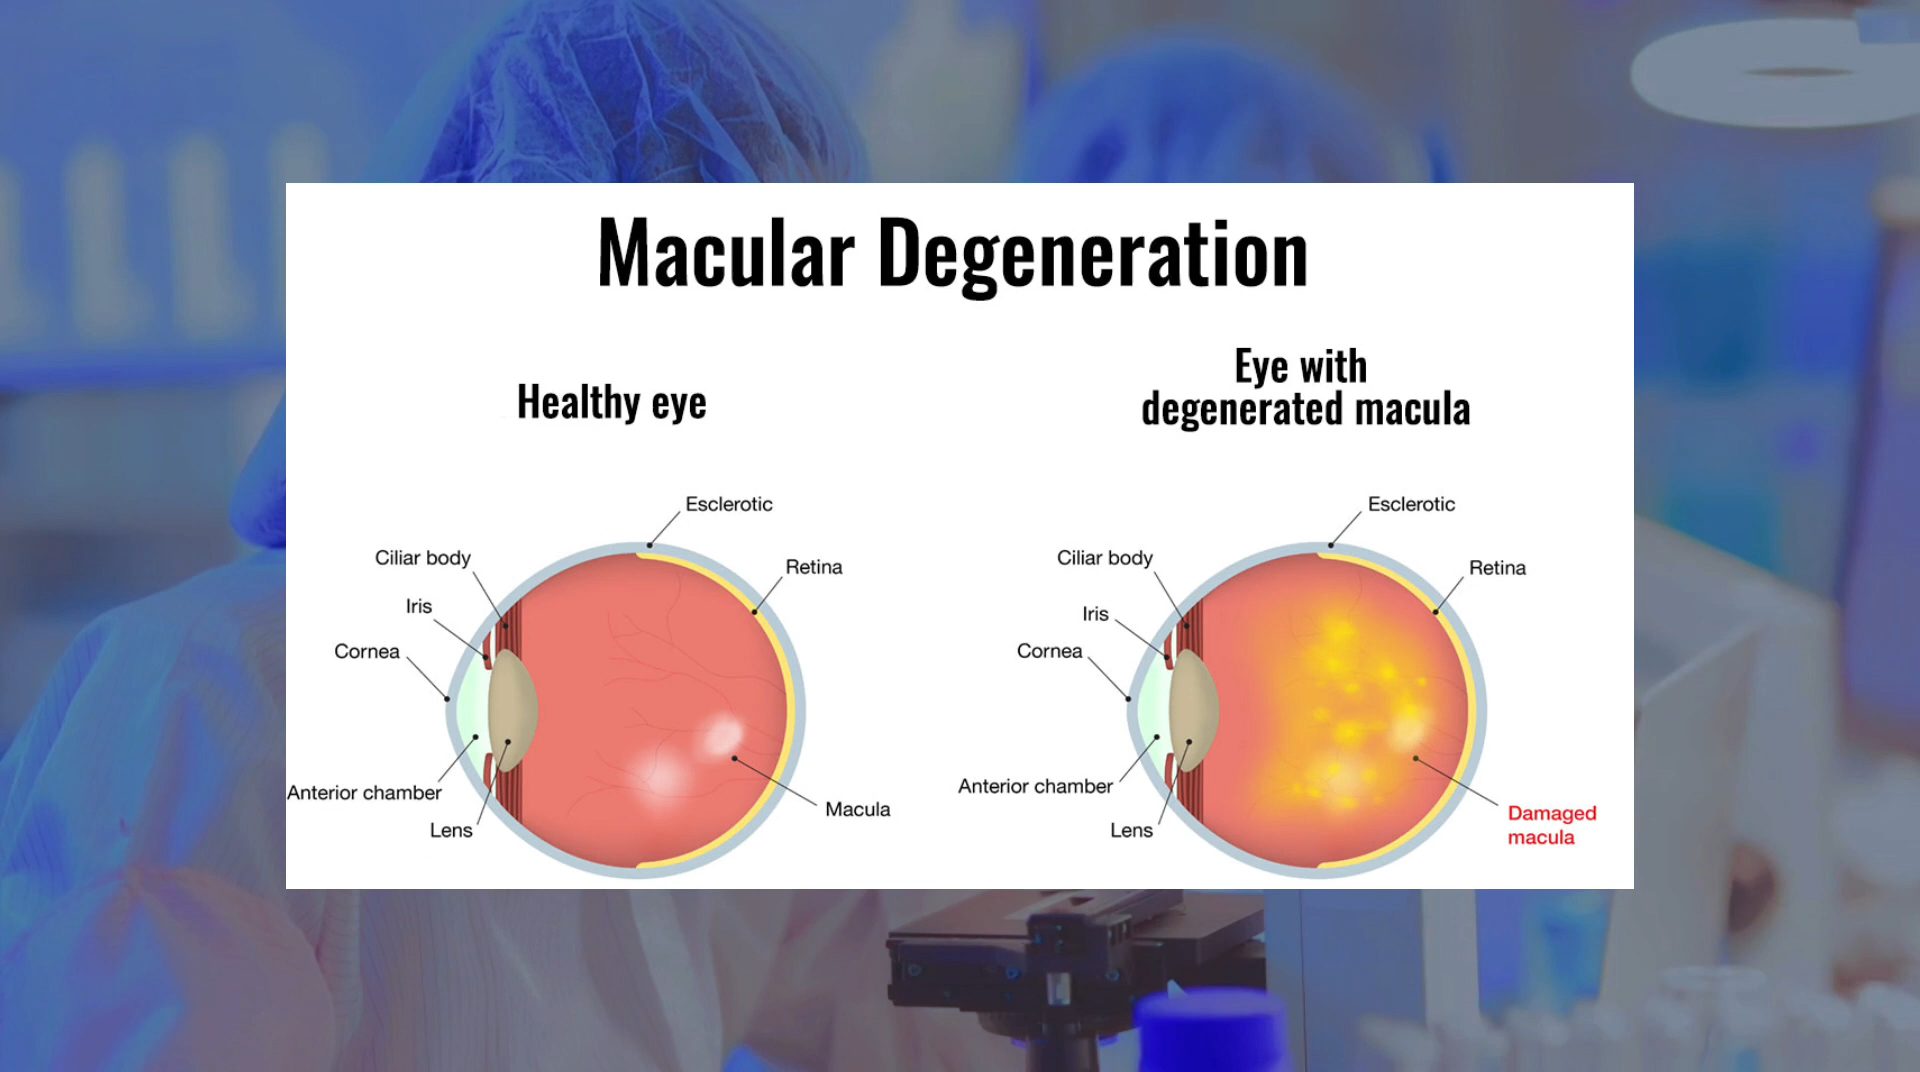 Macular Degeneration
Healthy eye
Eye with
degenerated macula
Esclerotic
Ciliar body
Retina
Iris
Cornea
Anterior chamber
Lens
Macula
Esclerotic
Ciliar body
Retina
Iris
Cornea
Anterior chamber
Lens
Damaged
macula